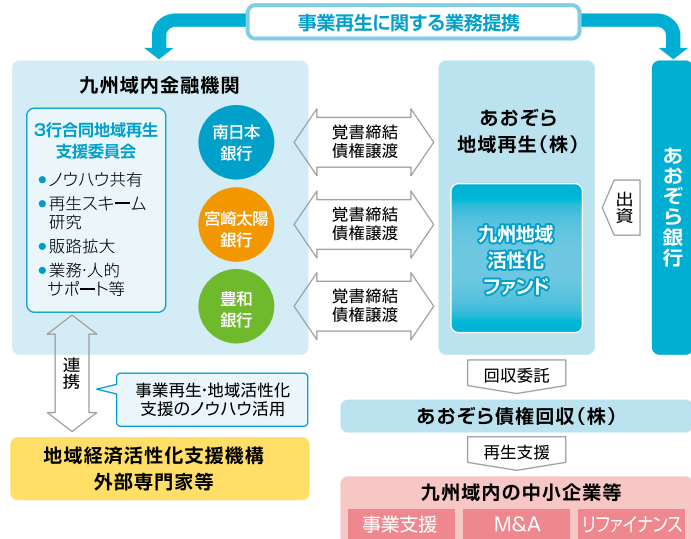 事業再生に関する業務提携
九州域内金融機関
3行合同地域再生
支援委員会
●ノウハウ共有
●再生スキーム
研究
●販路拡大
●業務・人的
サポート等
南日本
銀行
宮崎太陽
銀行
豊和
銀行
覚書締結
債権譲渡
覚書締結
債権譲渡
覚書締結
債権譲渡
あおぞら
地域再生(株)
九州地域
活性化
ファンド
出資
あおぞら銀行
連携
事業再生・地域活性化
支援のノウハウ活用
地域経済活性化支援機構
外部専門家等
回収委託
あおぞら債権回収(株)
再生支援
九州域内の中小企業等
事業支援
M&A
リファイナンス